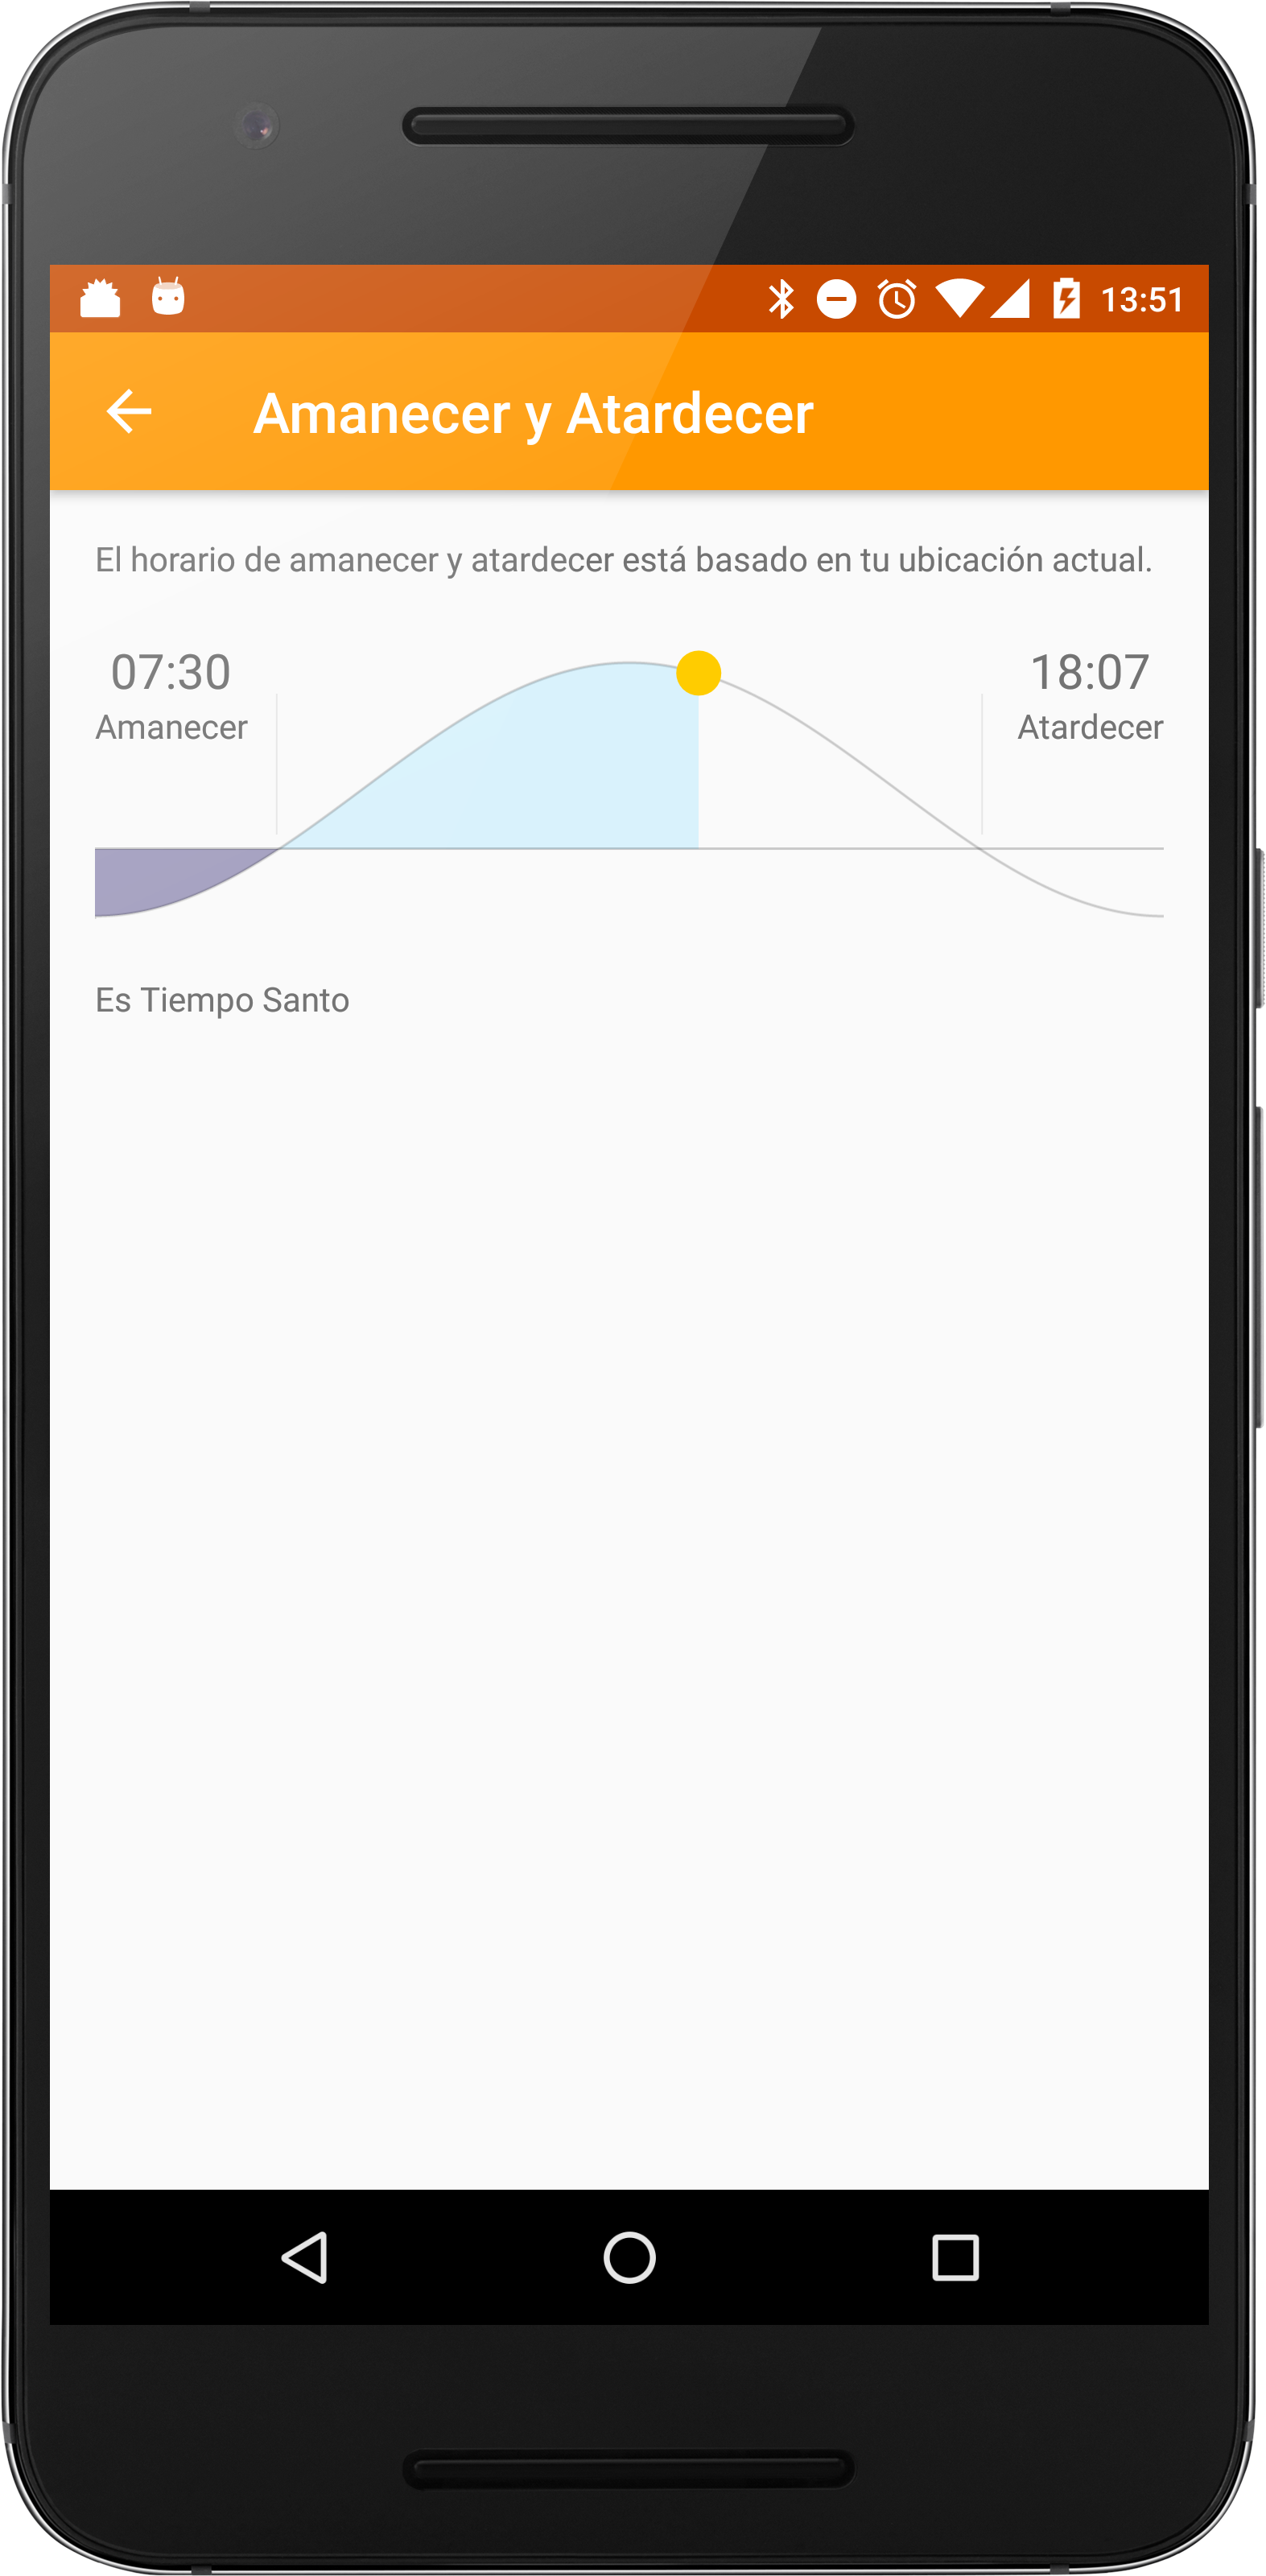 13:51
Amanecer y Atardecer
El horario de amanecer y atardecer está basado en tu ubicación actual.
07:30
Amanecer
18:07
Atardecer
Es Tiempo Santo